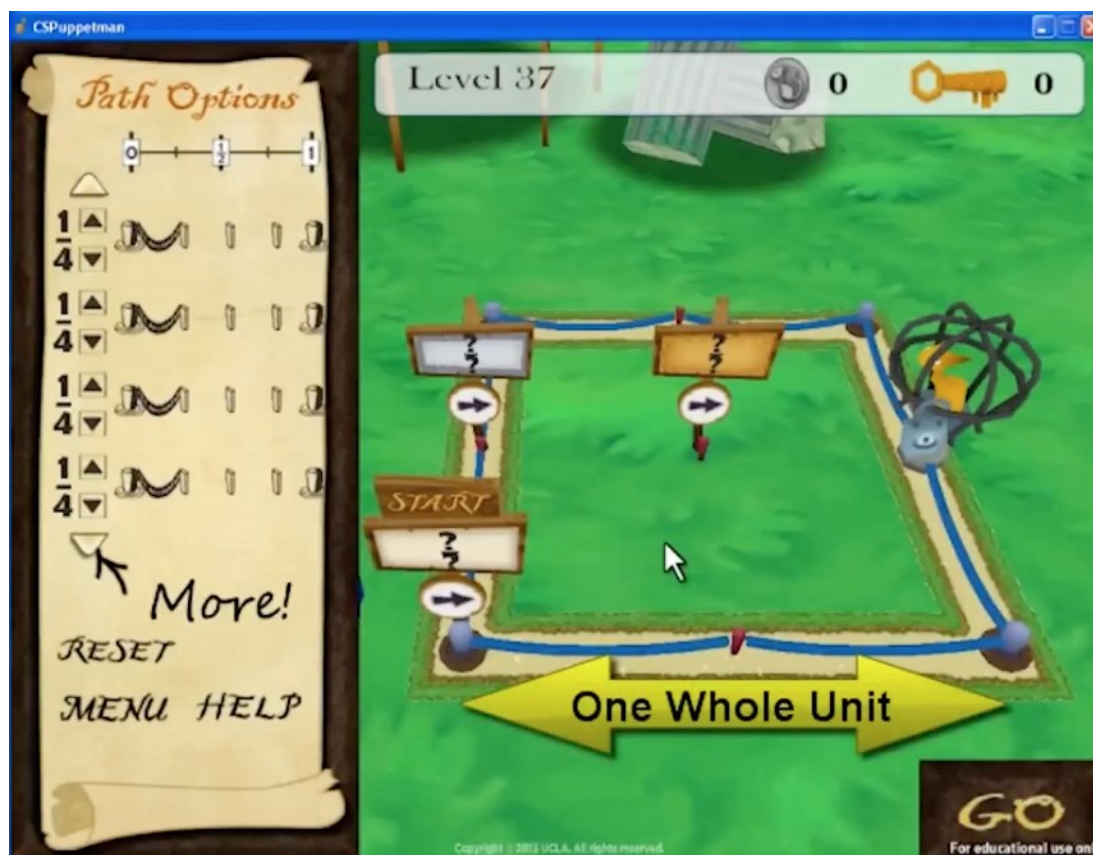 CSPuppetman
Path Options
0 1/2 1
1/4
1/4
1/4
1/4
More!
RESET
MENU HELP
Level 37
0 0
?/?
?/?
START
?/?
One Whole Unit
GO
Copyright © 2013 UCLA. All rights reserved.
For educational use onl